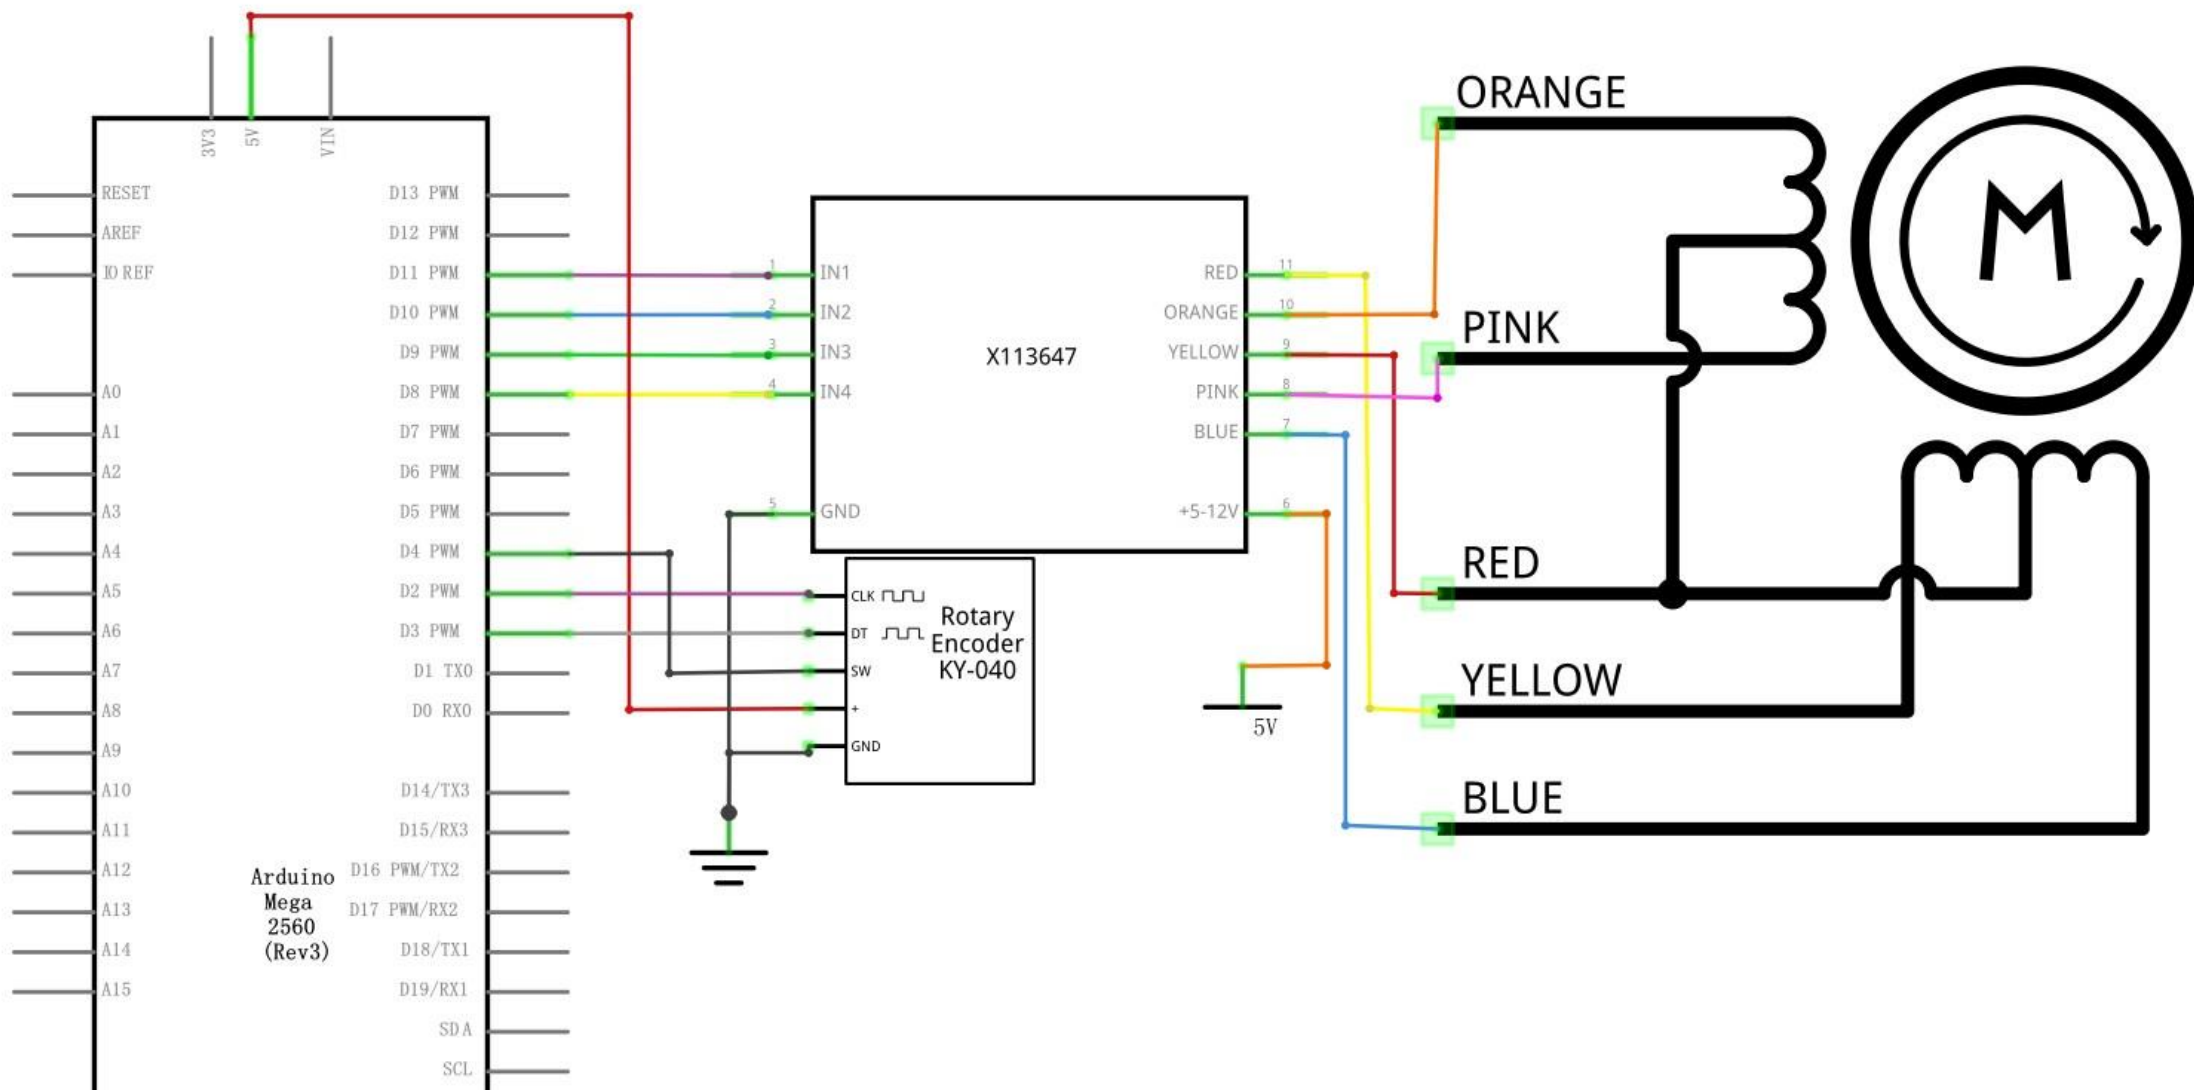 3V3
5V
VIN
RESET
AREF
IO REF
A0
A1
A2
A3
A4
A5
A6
A7
A8
A9
A10
A11
A12
A13
A14
A15
D13 PWM
D12 PWM
D11 PWM
D10 PWM
D9 PWM
D8 PWM
D7 PWM
D6 PWM
D5 PWM
D4 PWM
D2 PWM
D3 PWM
D1 TX0
D0 RX0
D14/TX3
D15/RX3
D16 PWM/TX2
D17 PWM/RX2
D18/TX1
D19/RX1
SDA
SCL
Arduino
Mega
2560
(Rev3)
1
IN1
2
IN2
3
IN3
4
IN4
5
GND
X113647
RED
11
ORANGE
10
YELLOW
9
PINK
8
BLUE
7
+5-12V
6
CLK
DT
SW
+
GND
Rotary
Encoder
KY-040
5V
ORANGE
PINK
RED
YELLOW
BLUE
M